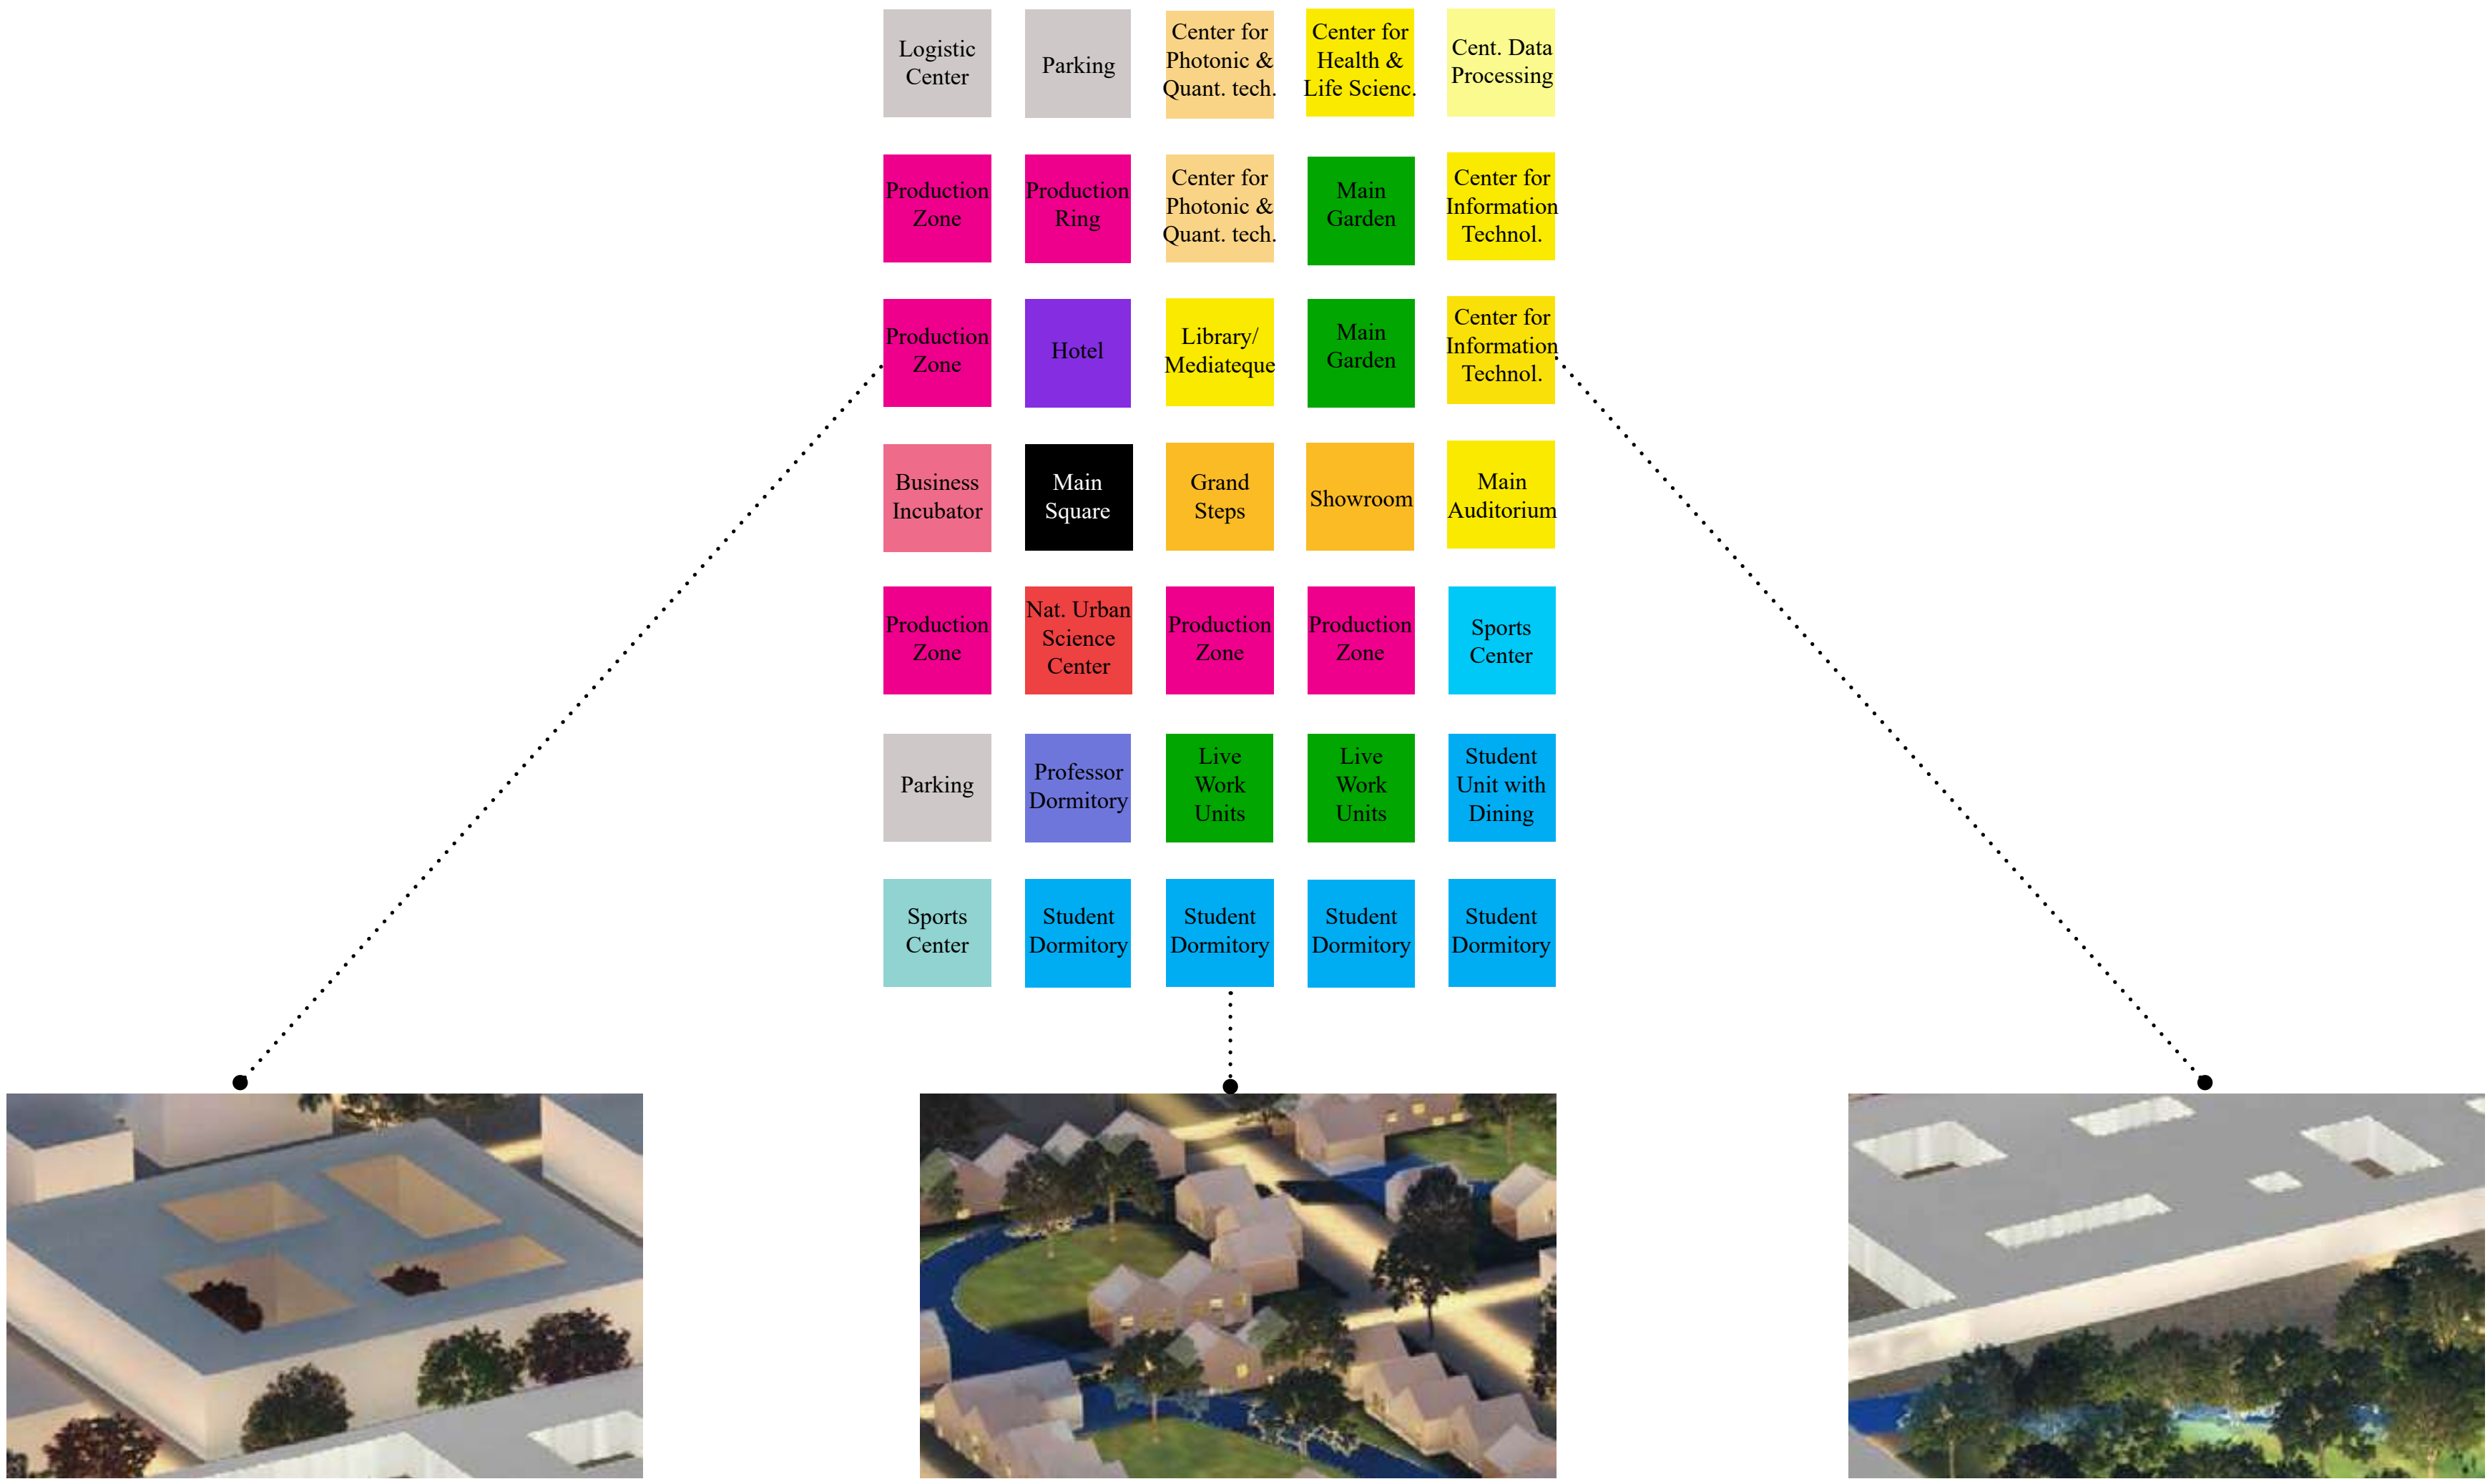 Logistic
Center
Parking
Center for
Photonic &
Quant. tech.
Center for
Health &
Life Scienc.
Cent. Data
Processing
Production
Zone
Production
Ring
Center for
Photonic &
Quant. tech.
Main
Garden
Center for
Information
Technol.
Production
Zone
Hotel
Library/
Mediateque
Main
Garden
Center for
Information
Technol.
Business
Incubator
Main
Square
Grand
Steps
Showroom
Main
Auditorium
Production
Zone
Nat. Urban
Science
Center
Production
Zone
Production
Zone
Sports
Center
Parking
Professor
Dormitory
Live
Work
Units
Live
Work
Units
Student
Unit with
Dining
Sports
Center
Student
Dormitory
Student
Dormitory
Student
Dormitory
Student
Dormitory